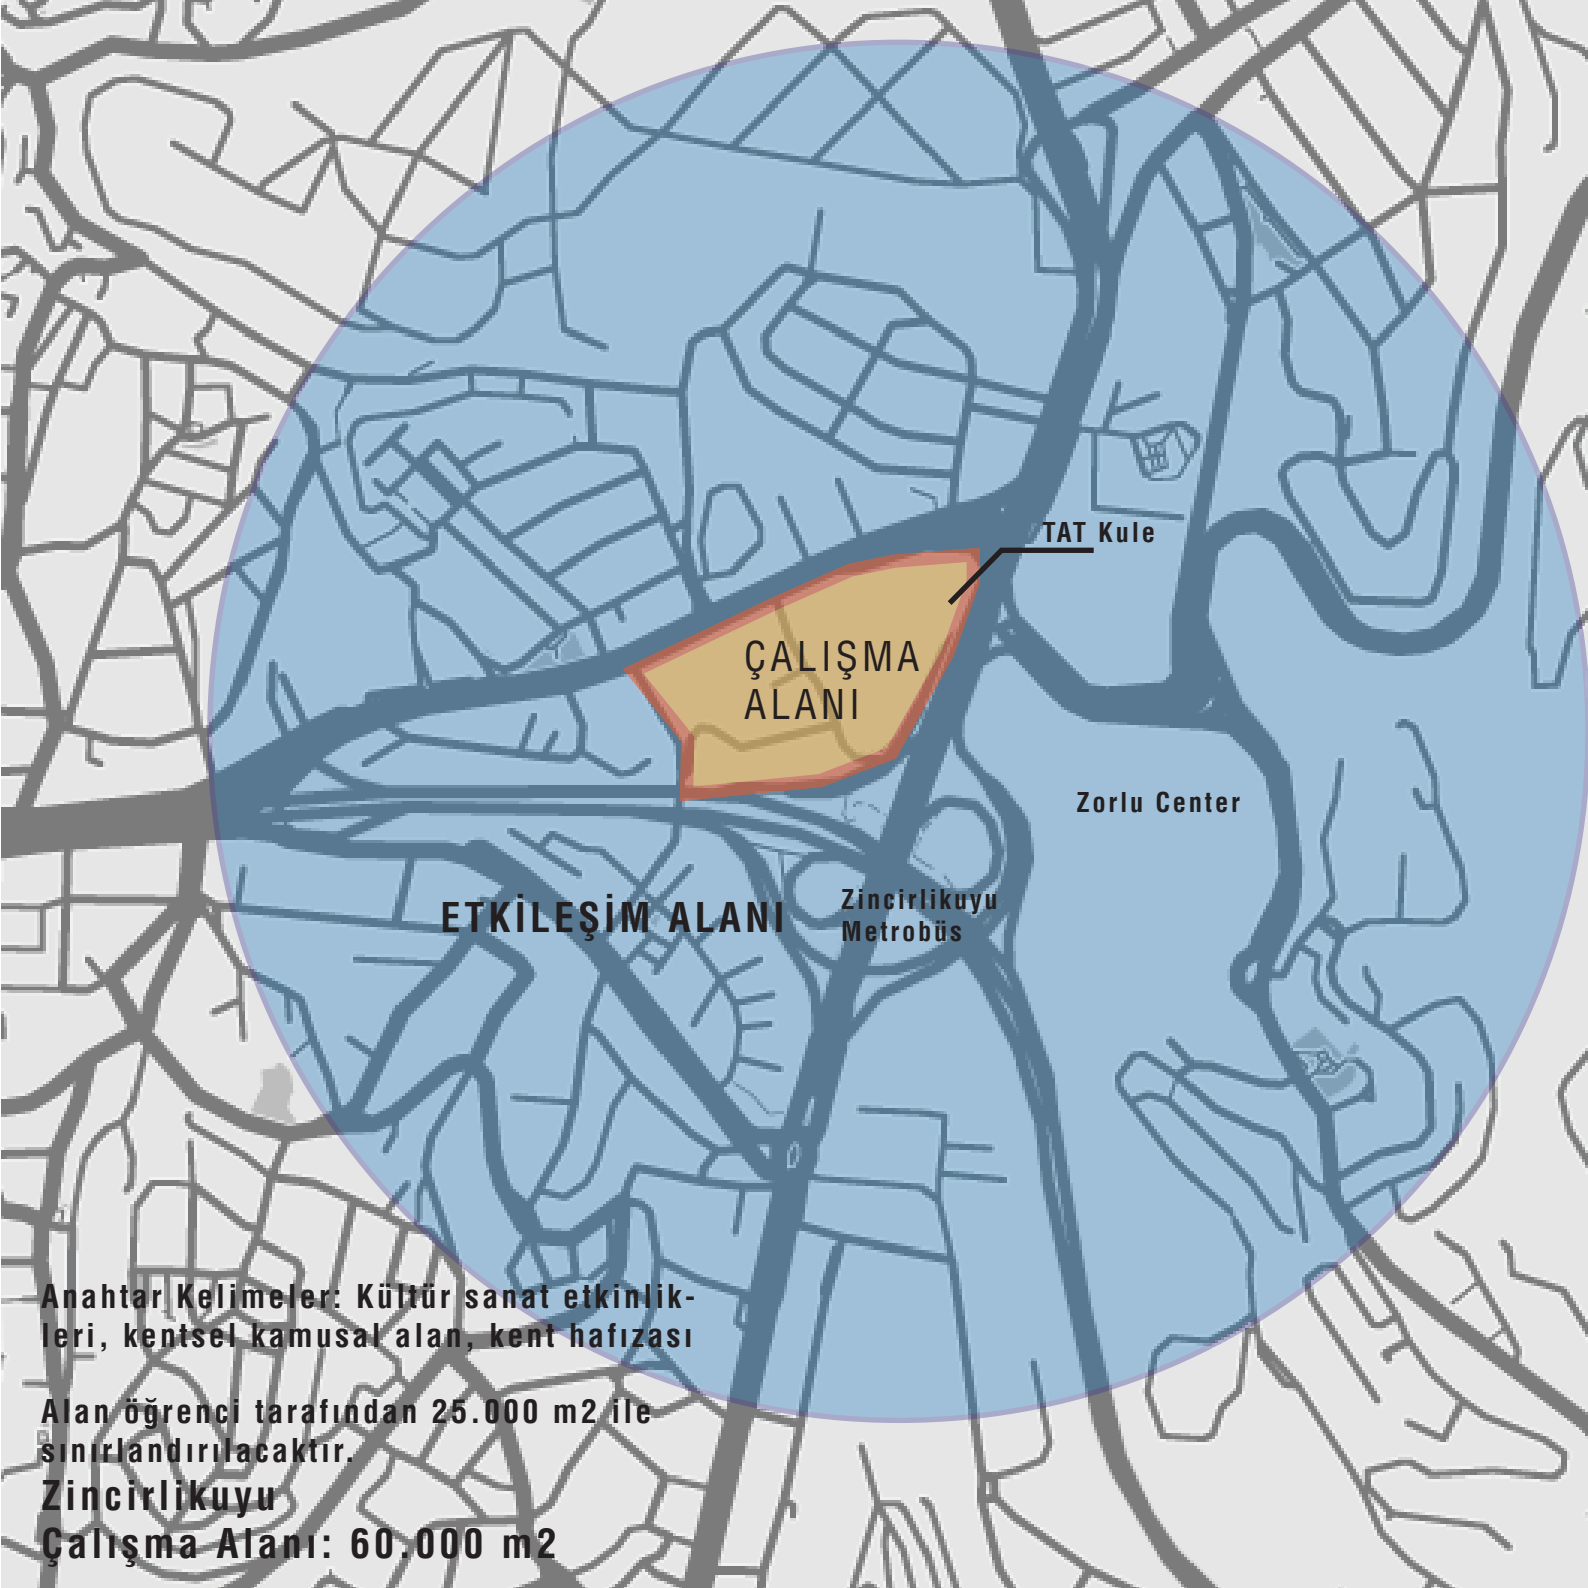 TAT Kule
ÇALIŞMA
ALANI
Zorlu Center
ETKİLEŞİM ALANI
Zincirlikuyu
Metrobüs
Anahtar Kelimeler: Kültür sanat etkinlik-
leri, kentsel kamusal alan, kent hafızası
Alan öğrenci tarafından 25.000 m2 ile
sınırlandırılacaktır.
Zincirlikuyu
Çalışma Alanı: 60.000 m2